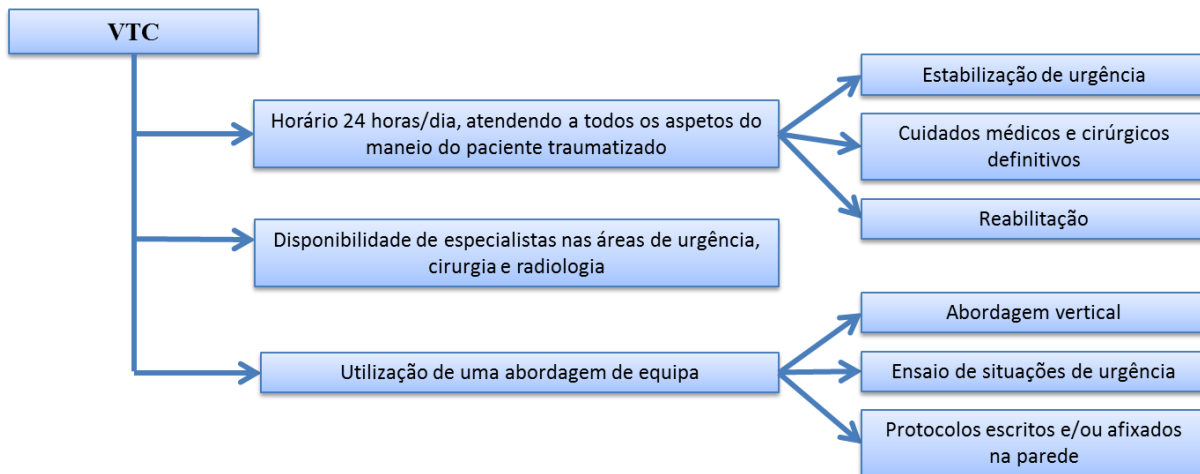 VTC
Horário 24 horas/dia, atendendo a todos os aspetos do
maneio do paciente traumatizado
Estabilização de urgência
Cuidados médicos e cirúrgicos
definitivos
Reabilitação
Disponibilidade de especialistas nas áreas de urgência,
cirurgia e radiologia
Utilização de uma abordagem de equipa
Abordagem vertical
Ensaio de situações de urgência
Protocolos escritos e/ou afixados
na parede